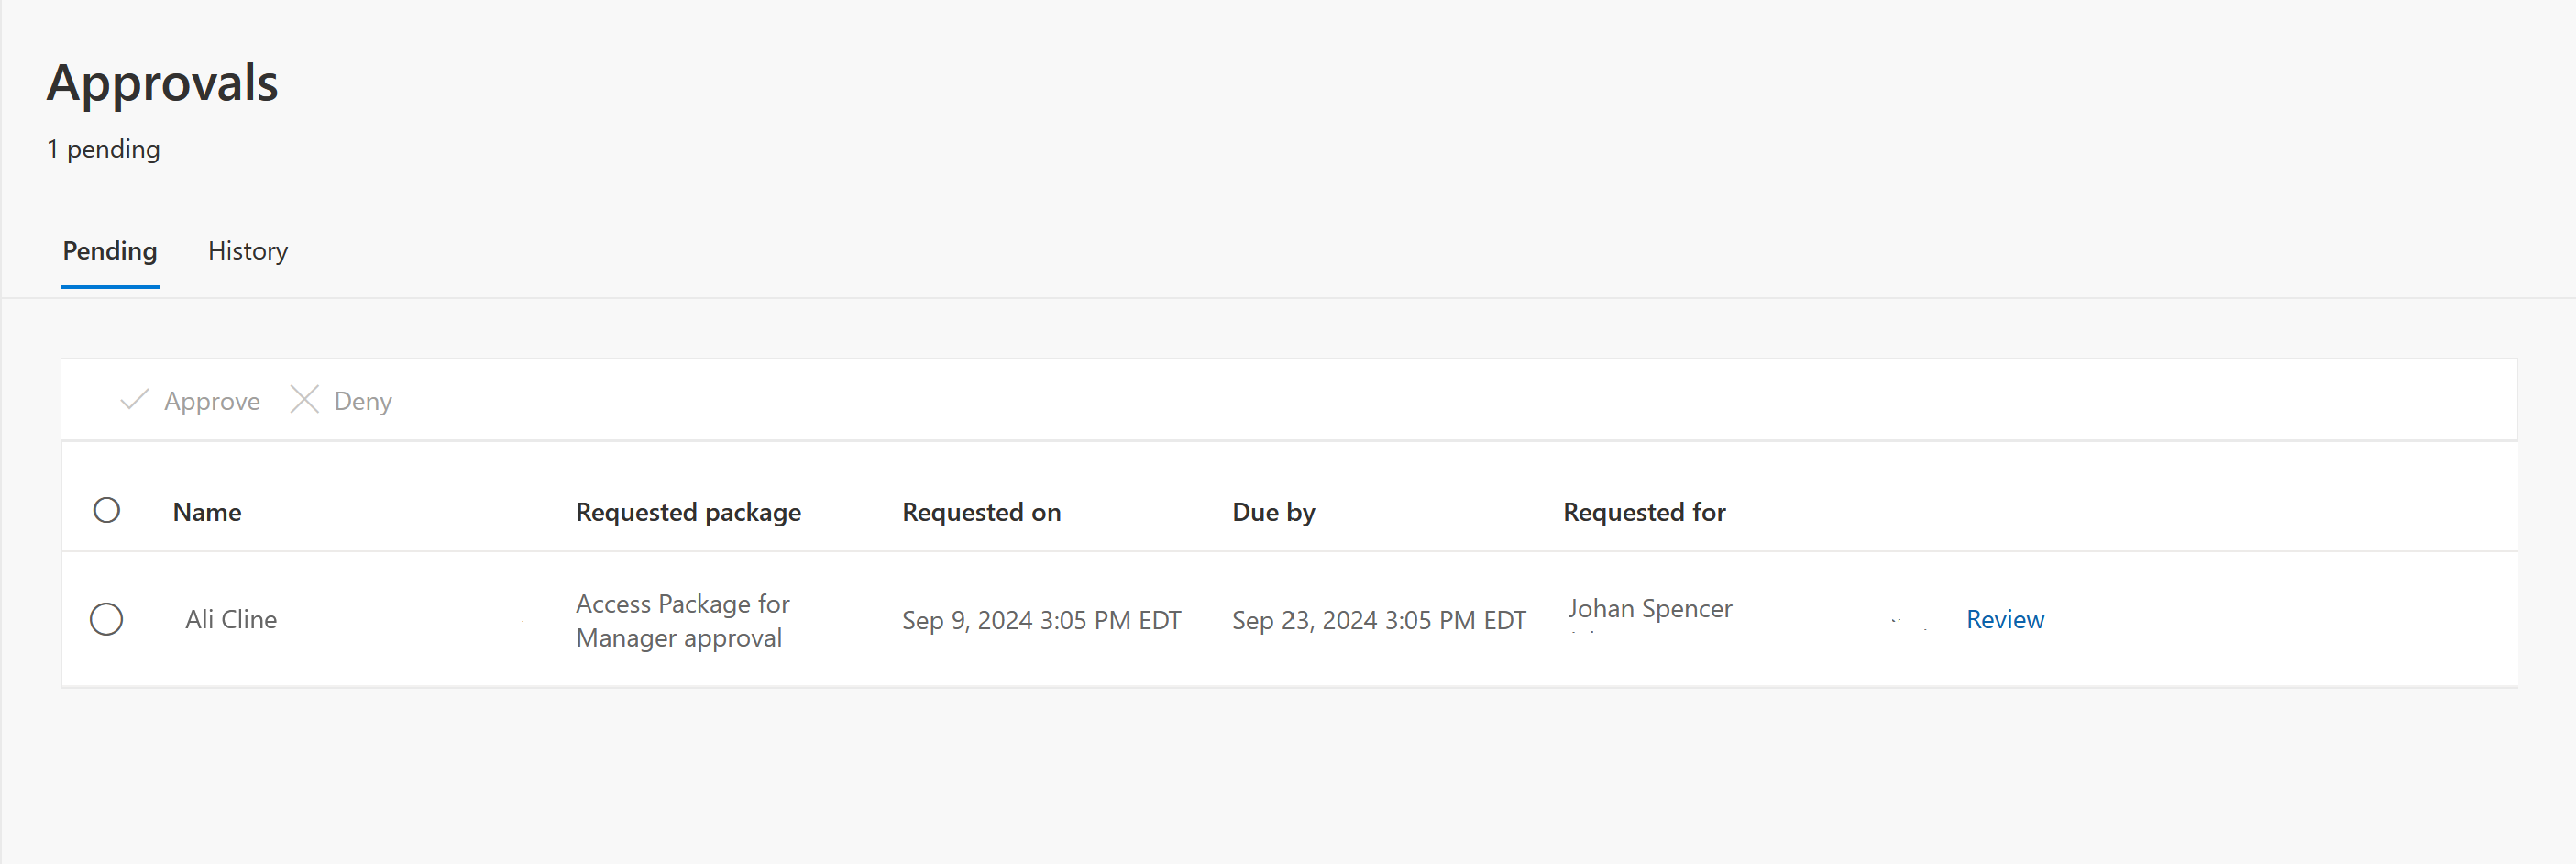 Approvals
1 pending
Pending History
Approve Deny
Name Requested package Requested on Due by Requested for
Ali Cline Access Package for Manager approval Sep 9, 2024 3:05 PM EDT Sep 23, 2024 3:05 PM EDT Johan Spencer Review